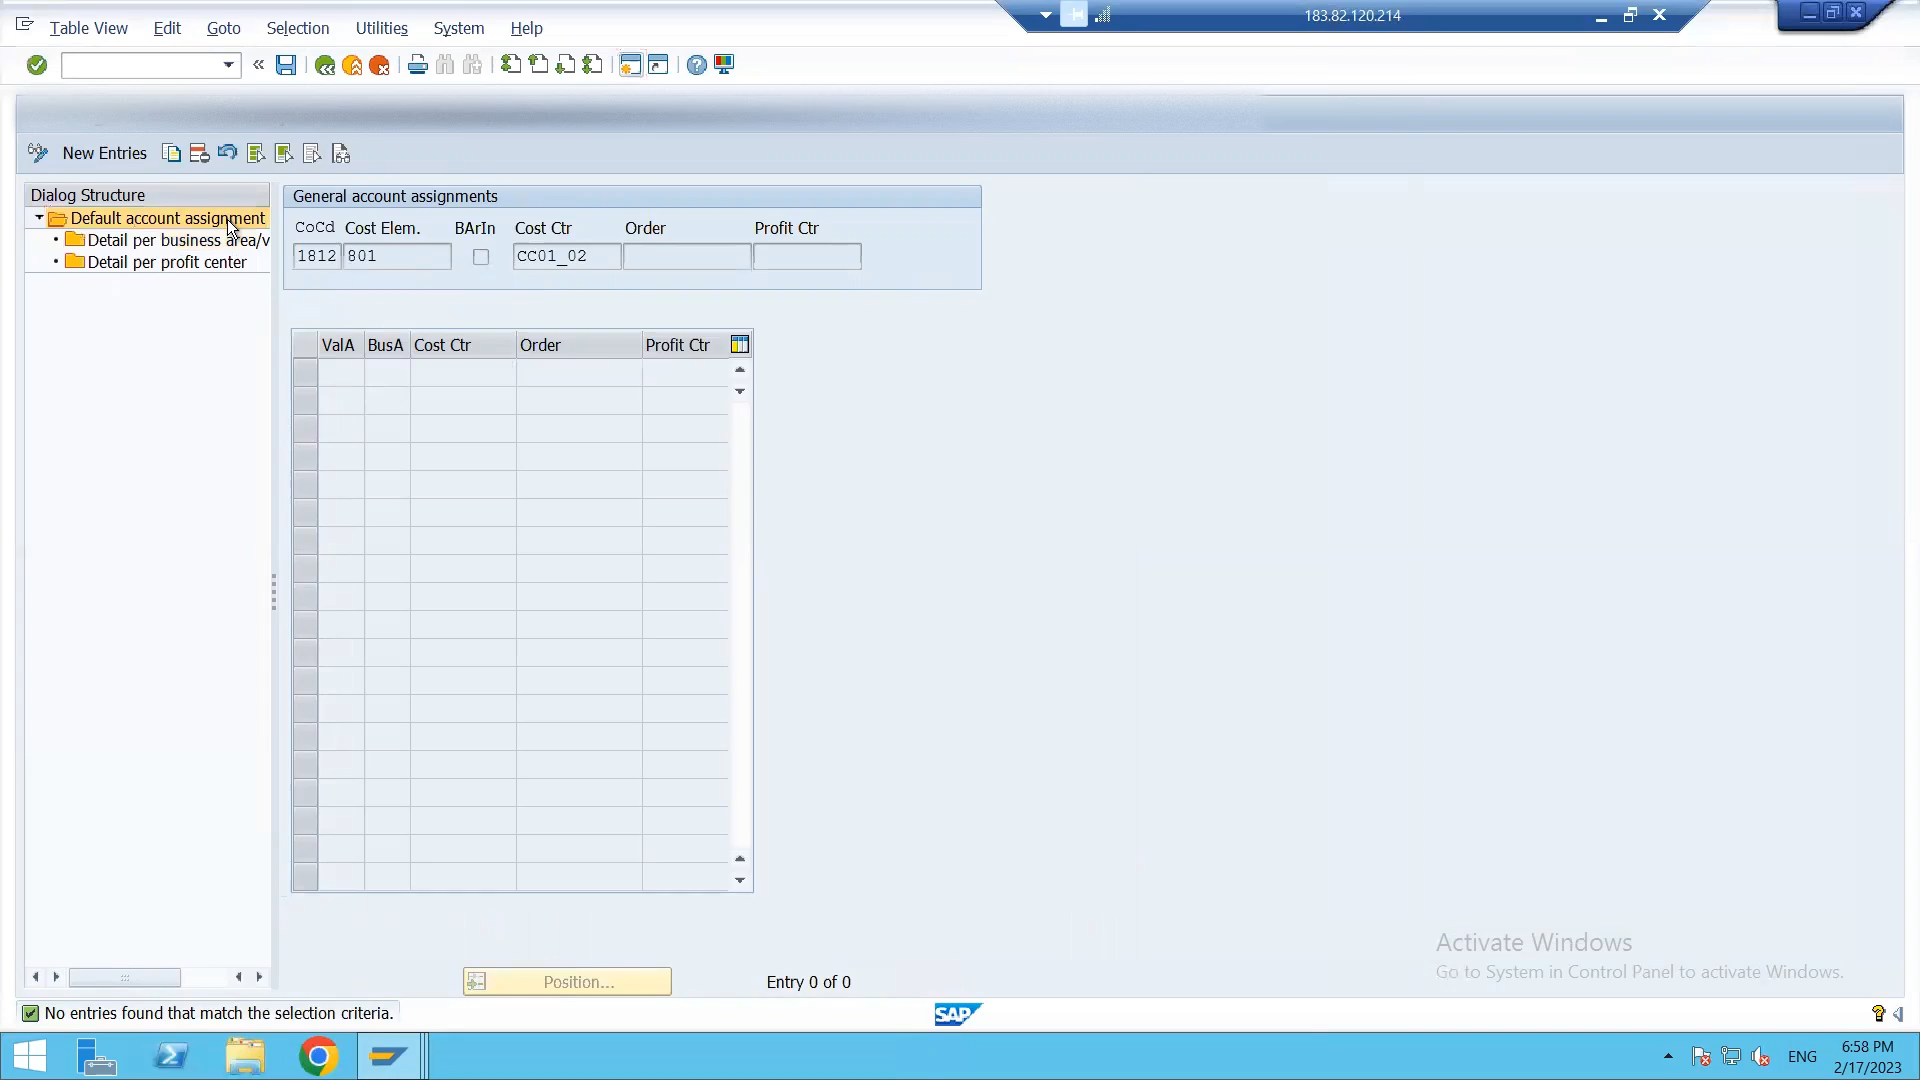 183.82.120.214
Table View Edit Goto Selection Utilities System Help
New Entries
Dialog Structure
Default account assignment
Detail per business area/v
Detail per profit center
General account assignments
CoCd Cost Elem. BArIn Cost Ctr Order Profit Ctr
1812 801 CC01_02
ValA BusA Cost Ctr Order Profit Ctr
Position... Entry 0 of 0
Activate Windows
Go to System in Control Panel to activate Windows.
No entries found that match the selection criteria.
SAP
ENG
6:58 PM
2/17/2023